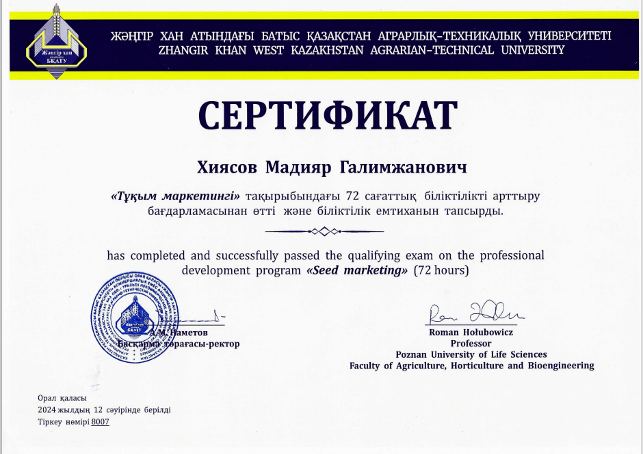 ЖӘҢГІР ХАН АТЫНДАҒЫ БАТЫС ҚАЗАҚСТАН АГРАРЛЫҚ-ТЕХНИКАЛЫҚ УНИВЕРСИТЕТІ
ZHANGIR KHAN WEST KAZAKHSTAN AGRARIAN-TECHNICAL UNIVERSITY
Жәңгір хан
БҚАТУ
СЕРТИФИКАТ
Хиясов Мадияр Галимжанович
«Тұқым маркетингі» тақырыбындағы 72 сағаттық біліктілікті арттыру
бағдарламасынан өтті және біліктілік емтиханын тапсырды.
has completed and successfully passed the qualifying exam on the professional
development program «Seed marketing» (72 hours)
А.М. Наметов
Басқарма төрағасы-ректор
Roman Hołubowicz
Professor
Poznan University of Life Sciences
Faculty of Agriculture, Horticulture and Bioengineering
Орал қаласы
2024 жылдың 12 сәуірінде берілді
Тіркеу нөмірі 8007